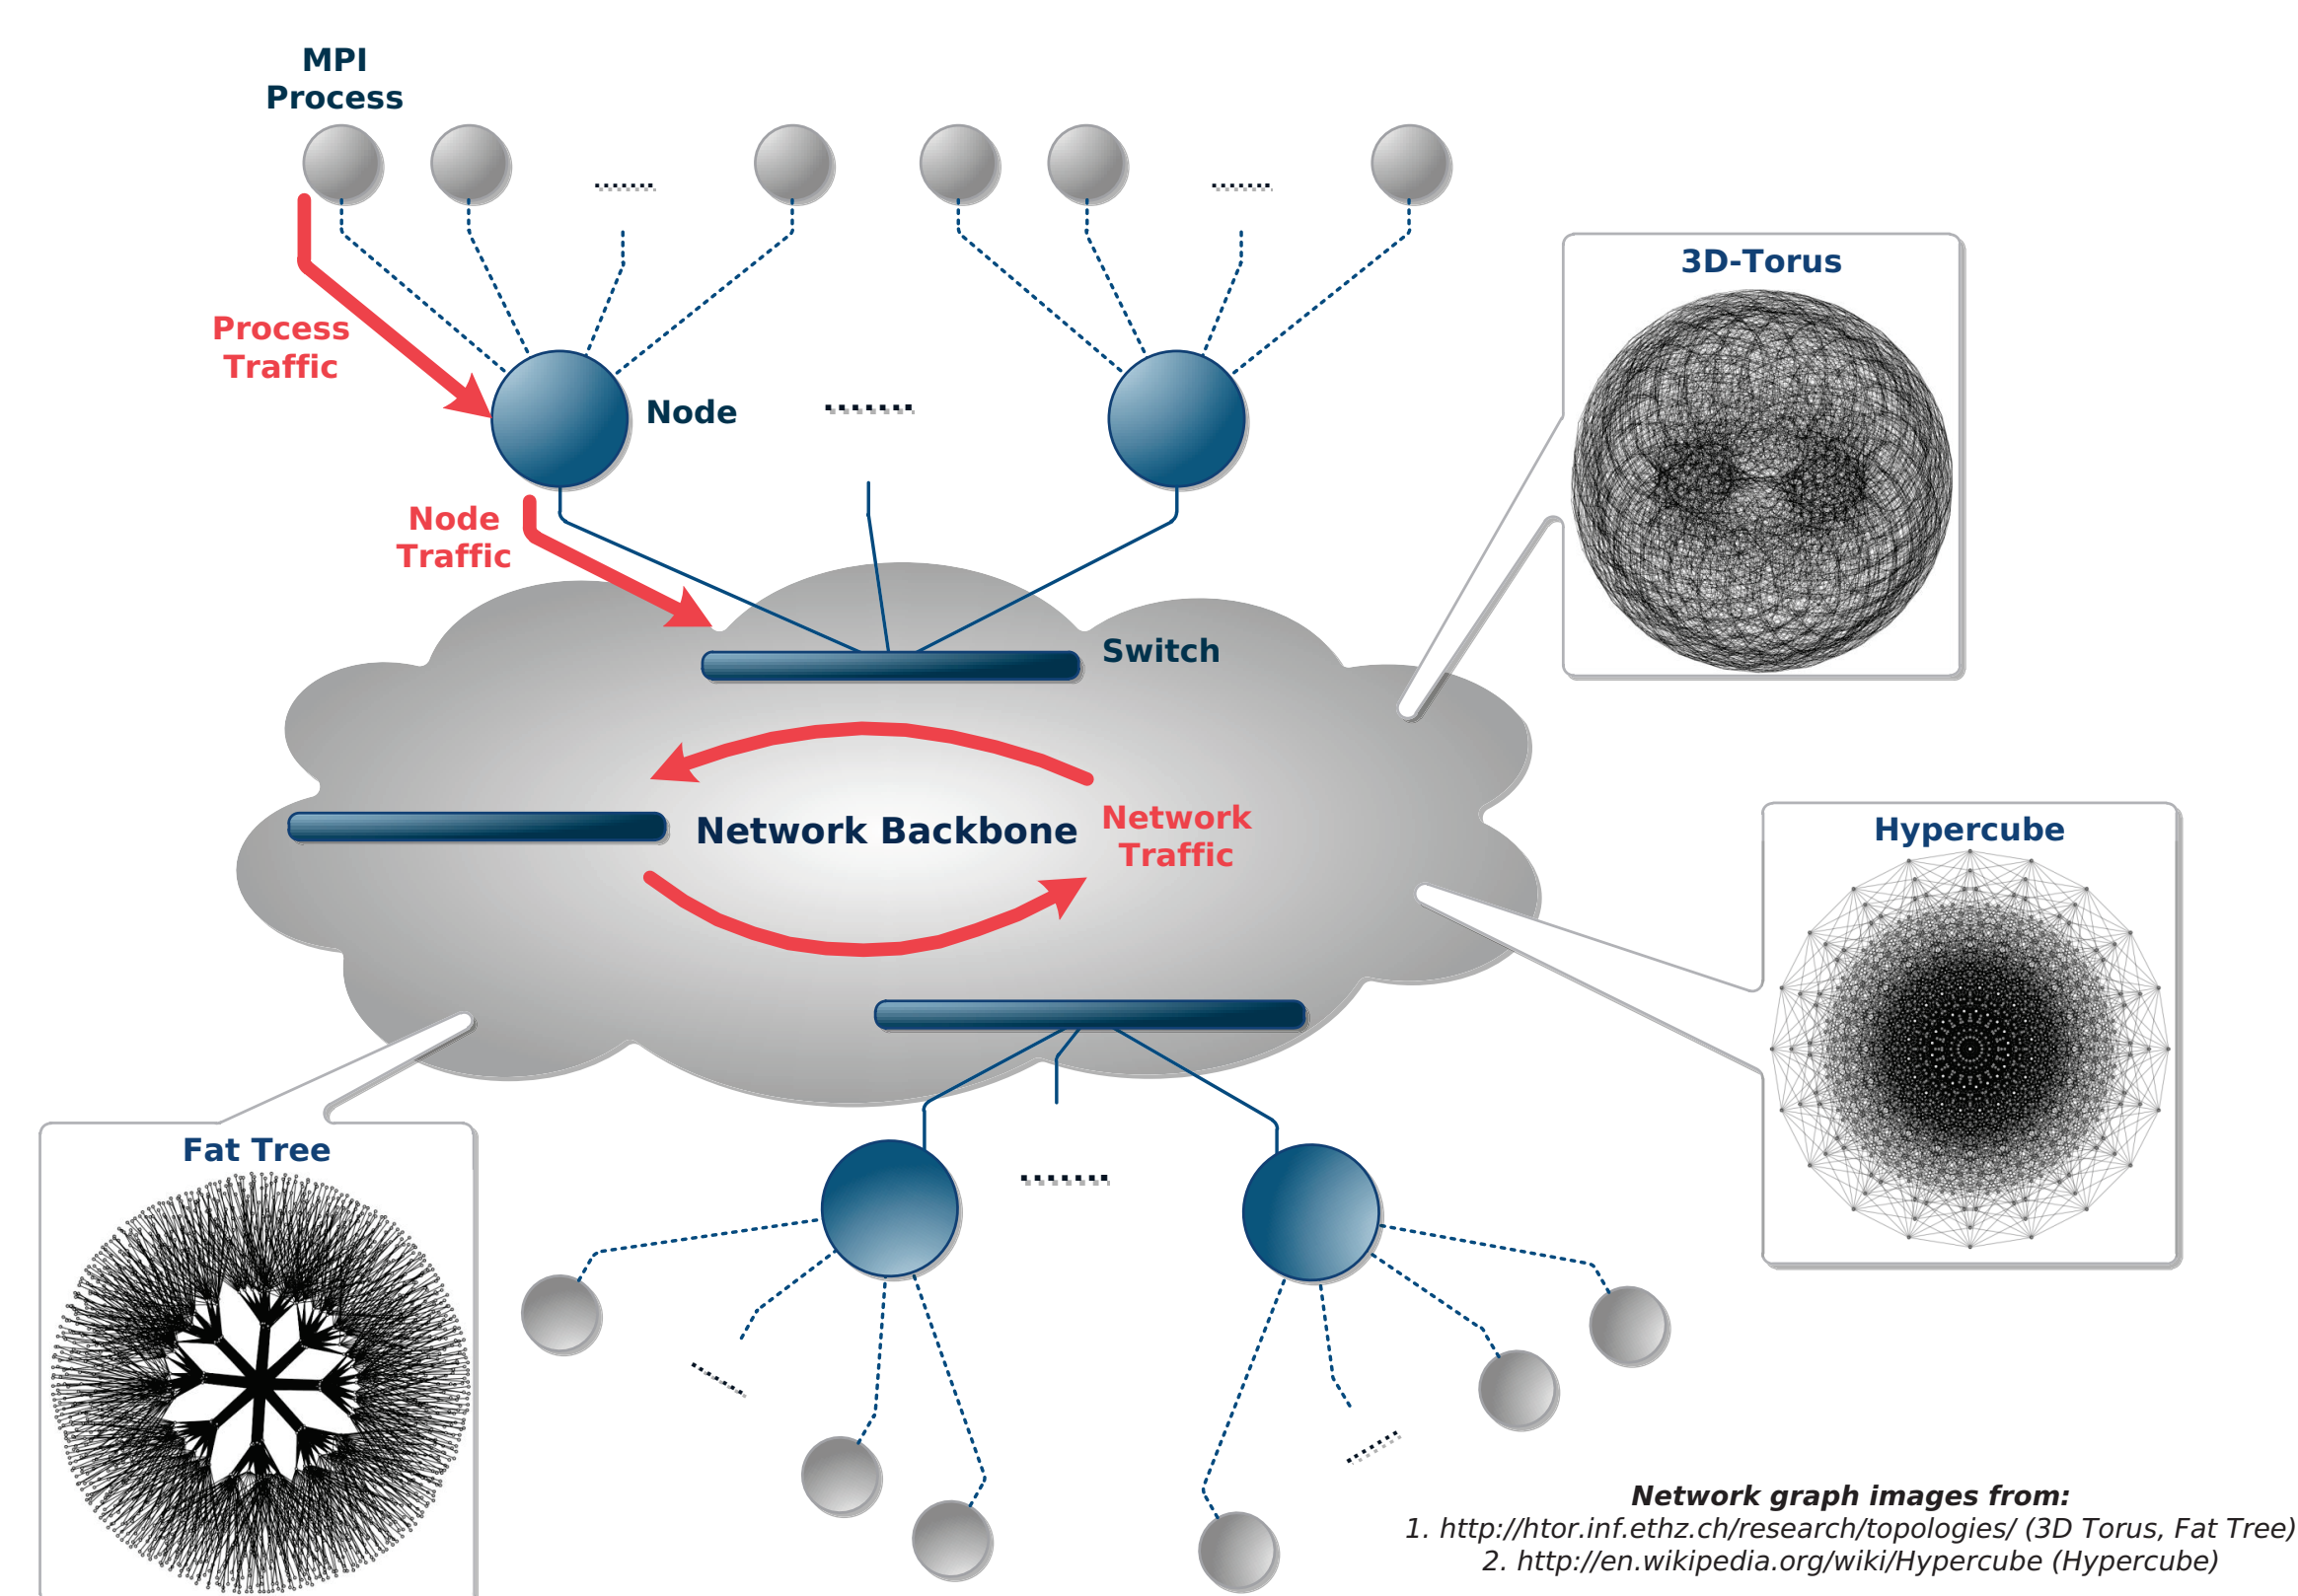 MPI
Process
3D-Torus
Process
Traffic
Node
Node
Traffic
Switch
Network Backbone
Network
Traffic
Hypercube
Fat Tree
Network graph images from:
1. http://htor.inf.ethz.ch/research/topologies/ (3D Torus, Fat Tree)
2. http://en.wikipedia.org/wiki/Hypercube (Hypercube)